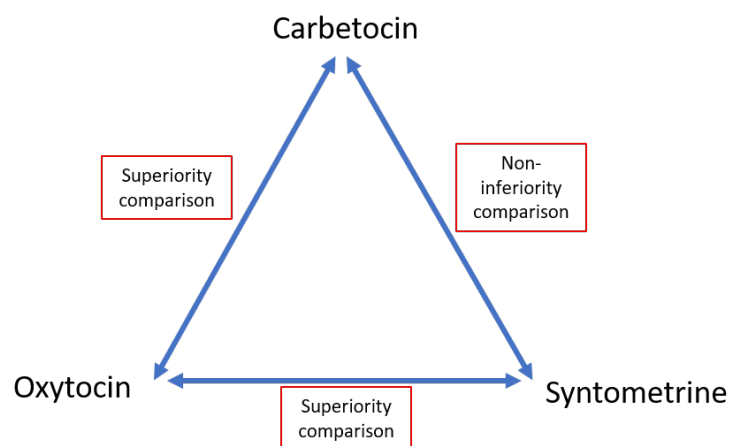 Carbetocin
Superiority
comparison
Non-
inferiority
comparison
Oxytocin
Syntometrine
Superiority
comparison